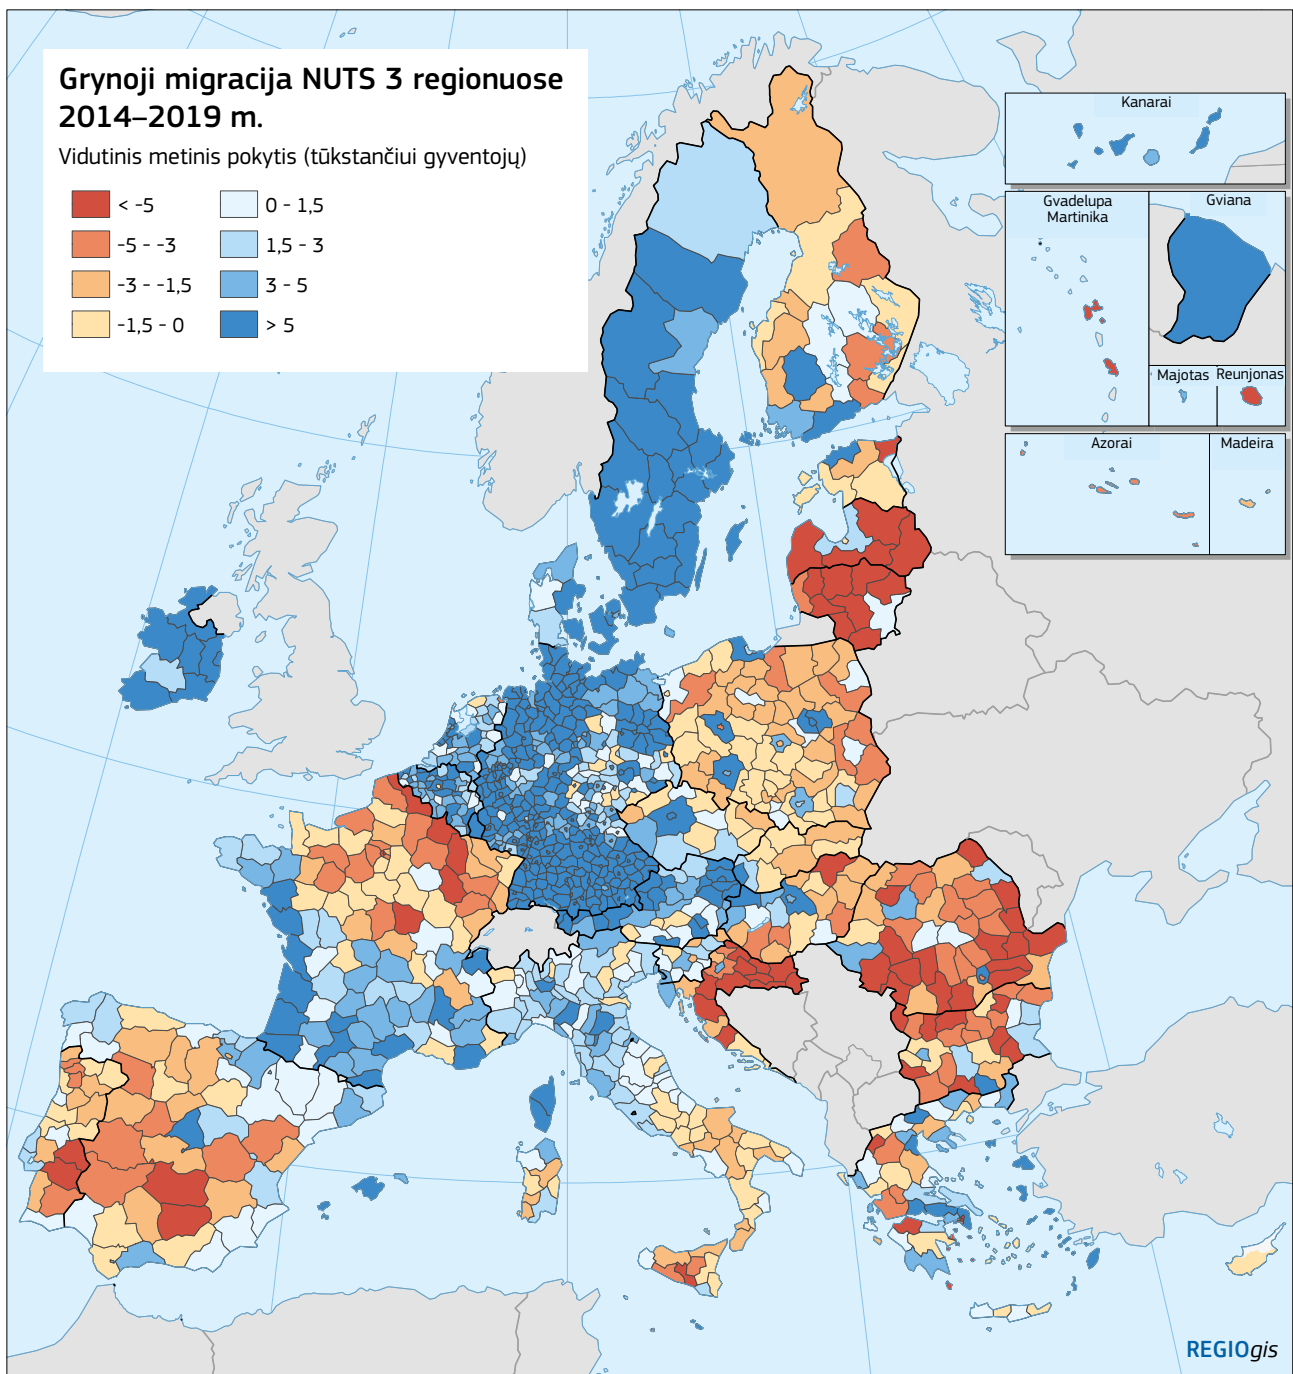 Grynoji migracija NUTS 3 regionuose
2014–2019 m.
Vidutinis metinis pokytis (tūkstančiui gyventojų)
< -5
-5 - -3
-3 - -1,5
-1,5 - 0
0 - 1,5
1,5 - 3
3 - 5
> 5
Kanarai
Gvadelupa
Martinika
Gviana
Majotas
Reunjonas
Azorai
Madeira
REGIOgis